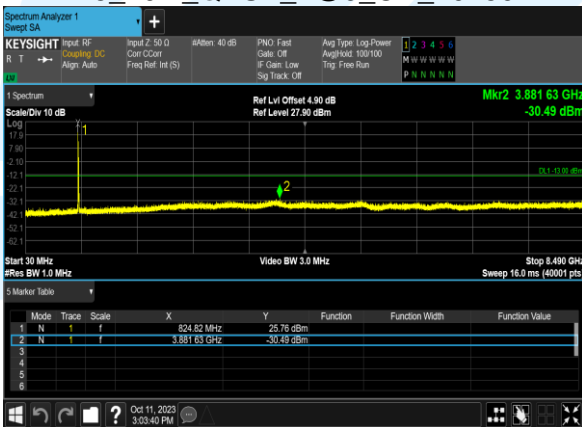 Spectrum Analyzer 1
Swept SA
KEYSIGHT
R T
LW
Input: RF
Coupling: DC
Align: Auto
Input Z: 50 Ω
Corr CCorr
Freq Ref: Int (S)
#Atten: 40 dB
PNO: Fast
Gate: Off
IF Gain: Low
Sig Track: Off
Avg Type: Log-Power
Avg|Hold: 100/100
Trig: Free Run
1 2 3 4 5 6
M W W W W W
P N N N N N
1 Spectrum
Scale/Div 10 dB
Ref Lvl Offset 4.90 dB
Ref Level 27.90 dBm
Mkr2 3.881 63 GHz
-30.49 dBm
Log
17.9
7.90
-2.10
-12.1
-22.1
-32.1
-42.1
-52.1
-62.1
1
2
DL1 -13.00 dBm
Start 30 MHz
#Res BW 1.0 MHz
Video BW 3.0 MHz
Stop 8.490 GHz
Sweep 16.0 ms (40001 pts)
5 Marker Table
Mode Trace Scale X Y Function Function Width Function Value
1 N 1 f 824.82 MHz 25.76 dBm
2 N 1 f 3.881 63 GHz -30.49 dBm
3
4
5
6
?
Oct 11, 2023
3:03:40 PM